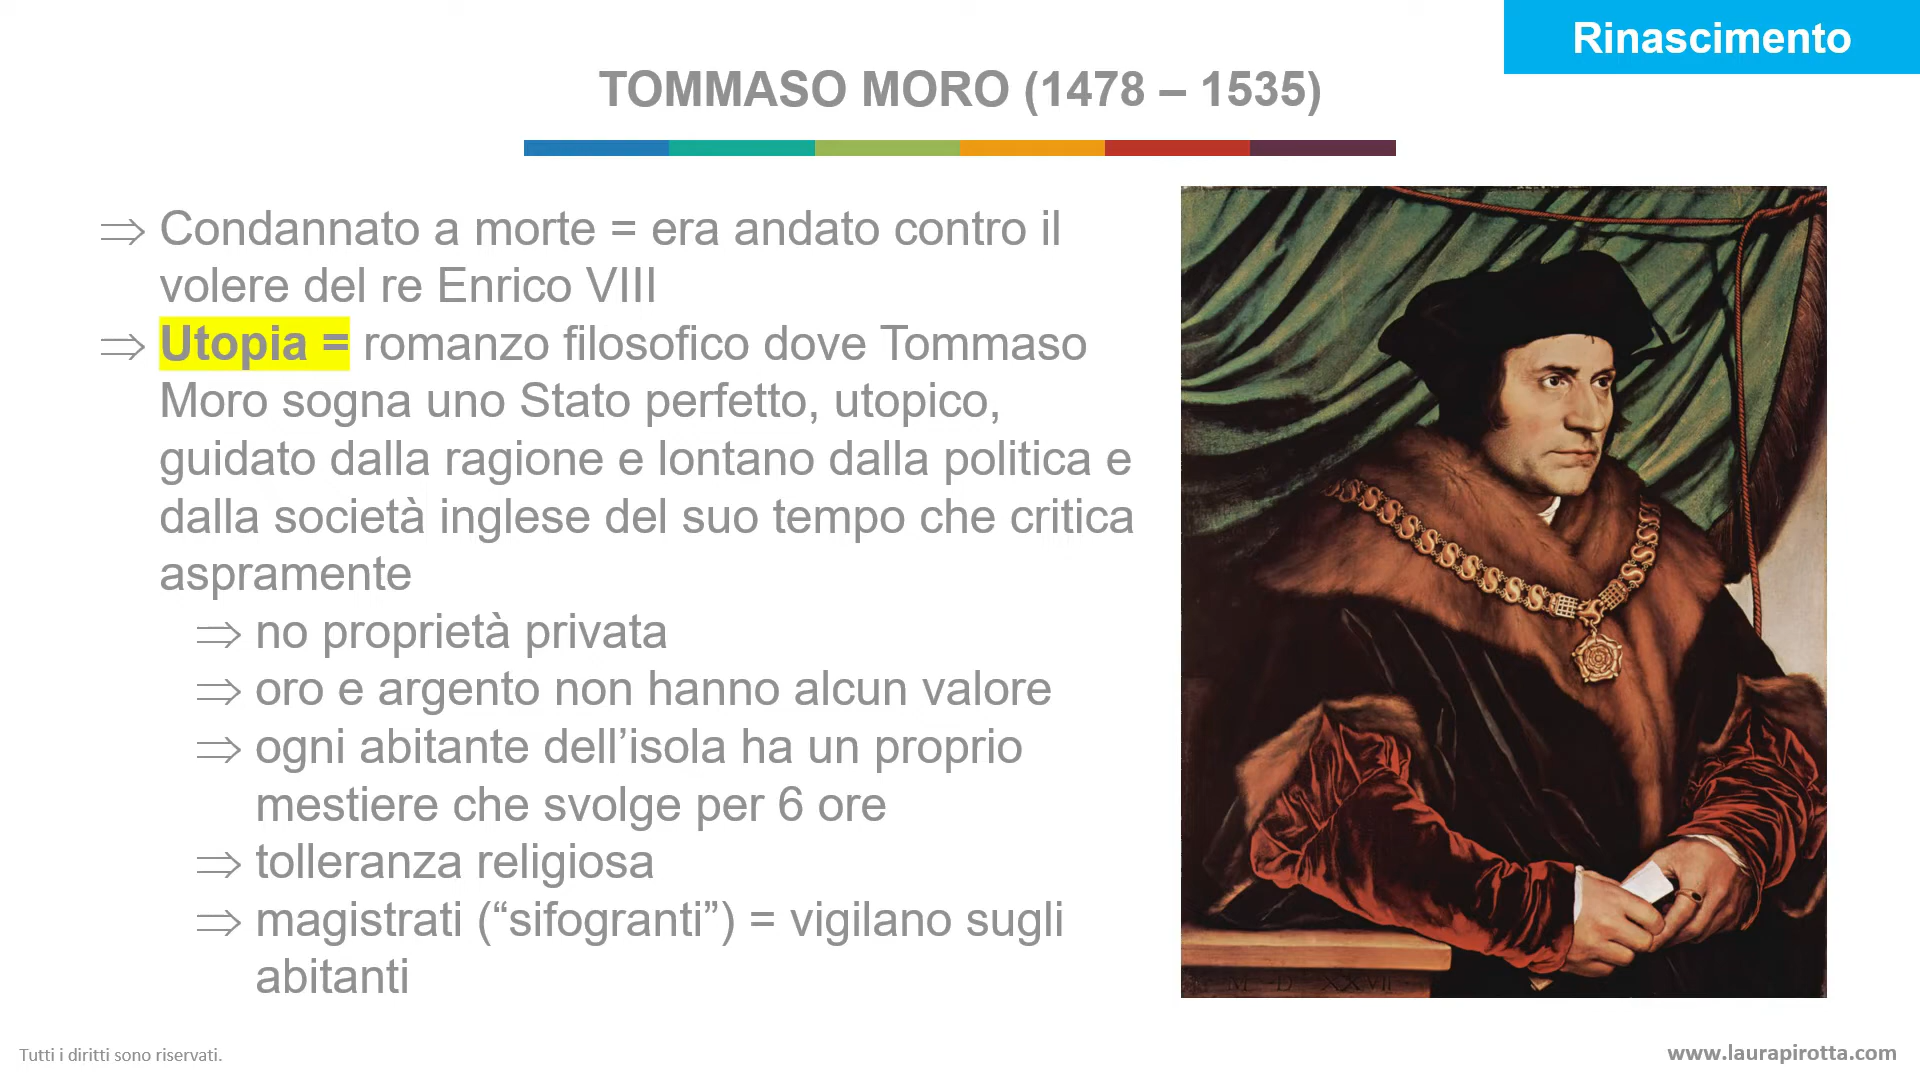 Rinascimento
TOMMASO MORO (1478 – 1535)
⇒ Condannato a morte = era andato contro il
volere del re Enrico VIII
⇒ Utopia = romanzo filosofico dove Tommaso
Moro sogna uno Stato perfetto, utopico,
guidato dalla ragione e lontano dalla politica e
dalla società inglese del suo tempo che critica
aspramente
⇒ no proprietà privata
⇒ oro e argento non hanno alcun valore
⇒ ogni abitante dell’isola ha un proprio
mestiere che svolge per 6 ore
⇒ tolleranza religiosa
⇒ magistrati (“sifogranti”) = vigilano sugli
abitanti
M D XXVII
Tutti i diritti sono riservati.
www.laurapirotta.com